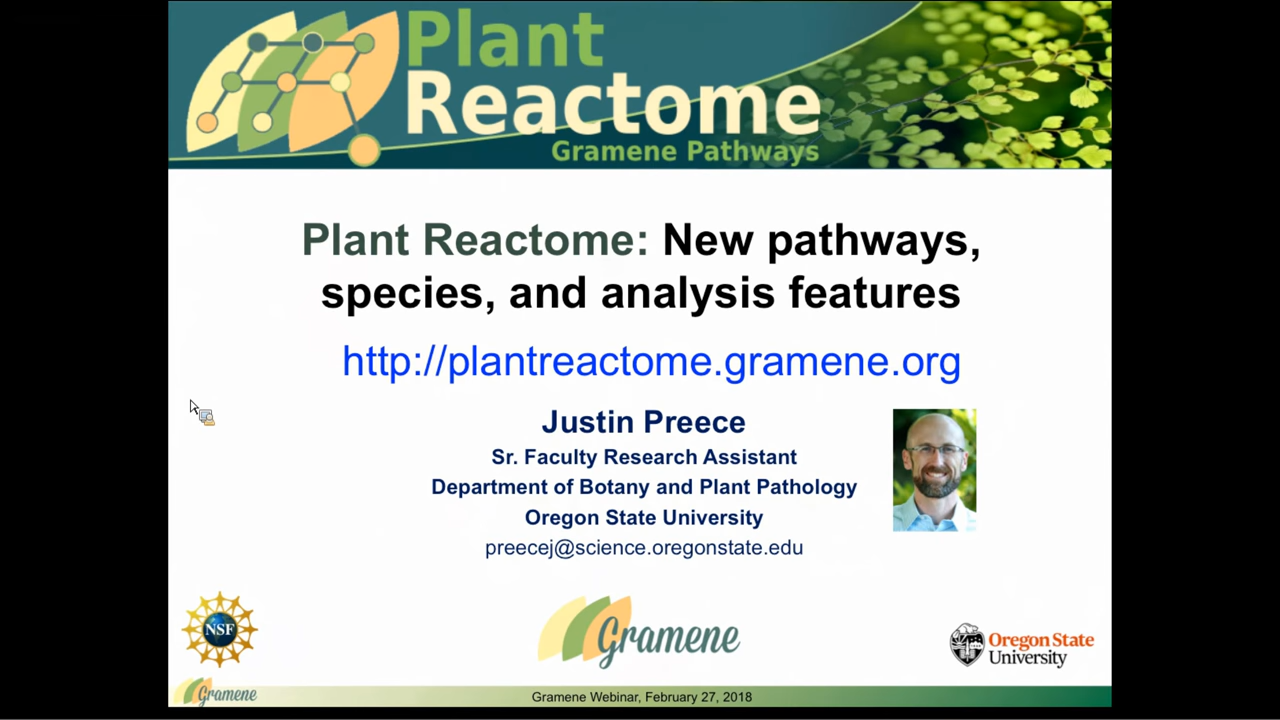 Plant
Reactome
Gramene Pathways
Plant Reactome: New pathways,
species, and analysis features
http://plantreactome.gramene.org
Justin Preece
Sr. Faculty Research Assistant
Department of Botany and Plant Pathology
Oregon State University
preecej@science.oregonstate.edu
NSF
Gramene
Oregon State
University
Gramene
Gramene Webinar, February 27, 2018